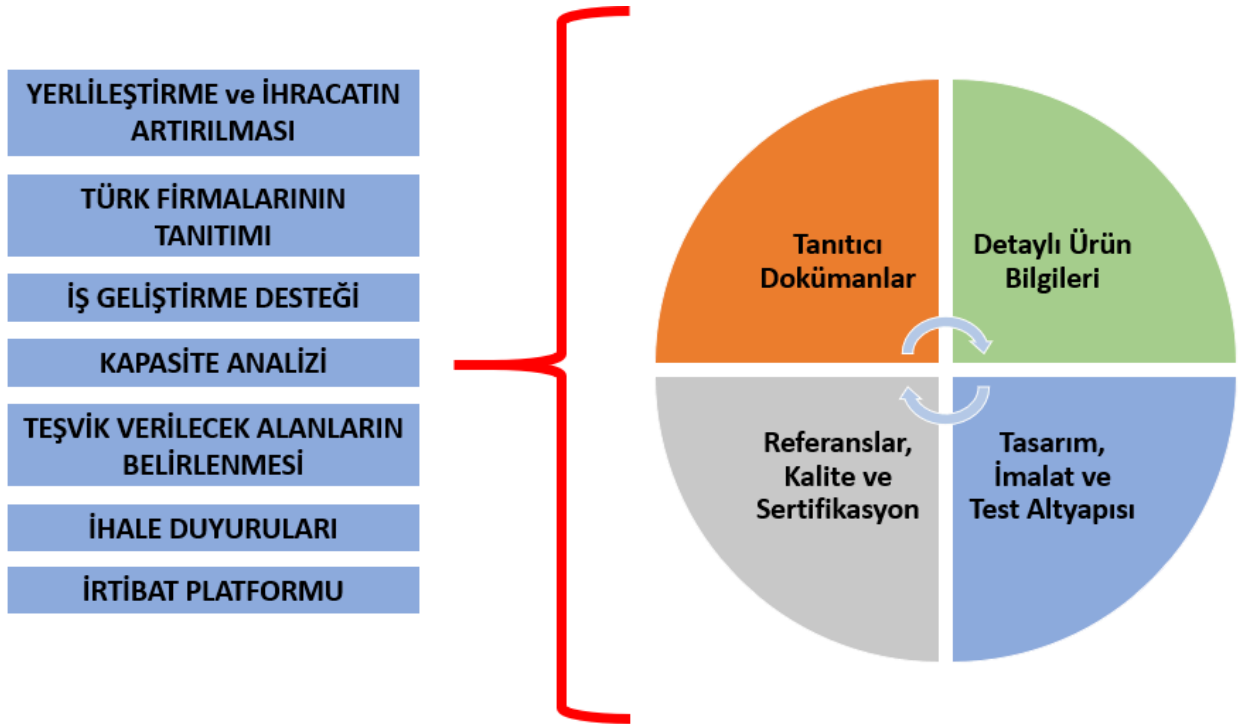 YERLİLEŞTİRME ve İHRACATIN
ARTIRILMASI
TÜRK FİRMALARININ
TANITIMI
İŞ GELİŞTİRME DESTEĞİ
KAPASİTE ANALİZİ
TEŞVİK VERİLECEK ALANLARIN
BELİRLENMESİ
İHALE DUYURULARI
İRTİBAT PLATFORMU
Tanıtıcı
Dokümanlar
Detaylı Ürün
Bilgileri
Referanslar,
Kalite ve
Sertifikasyon
Tasarım,
İmalat ve
Test Altyapısı